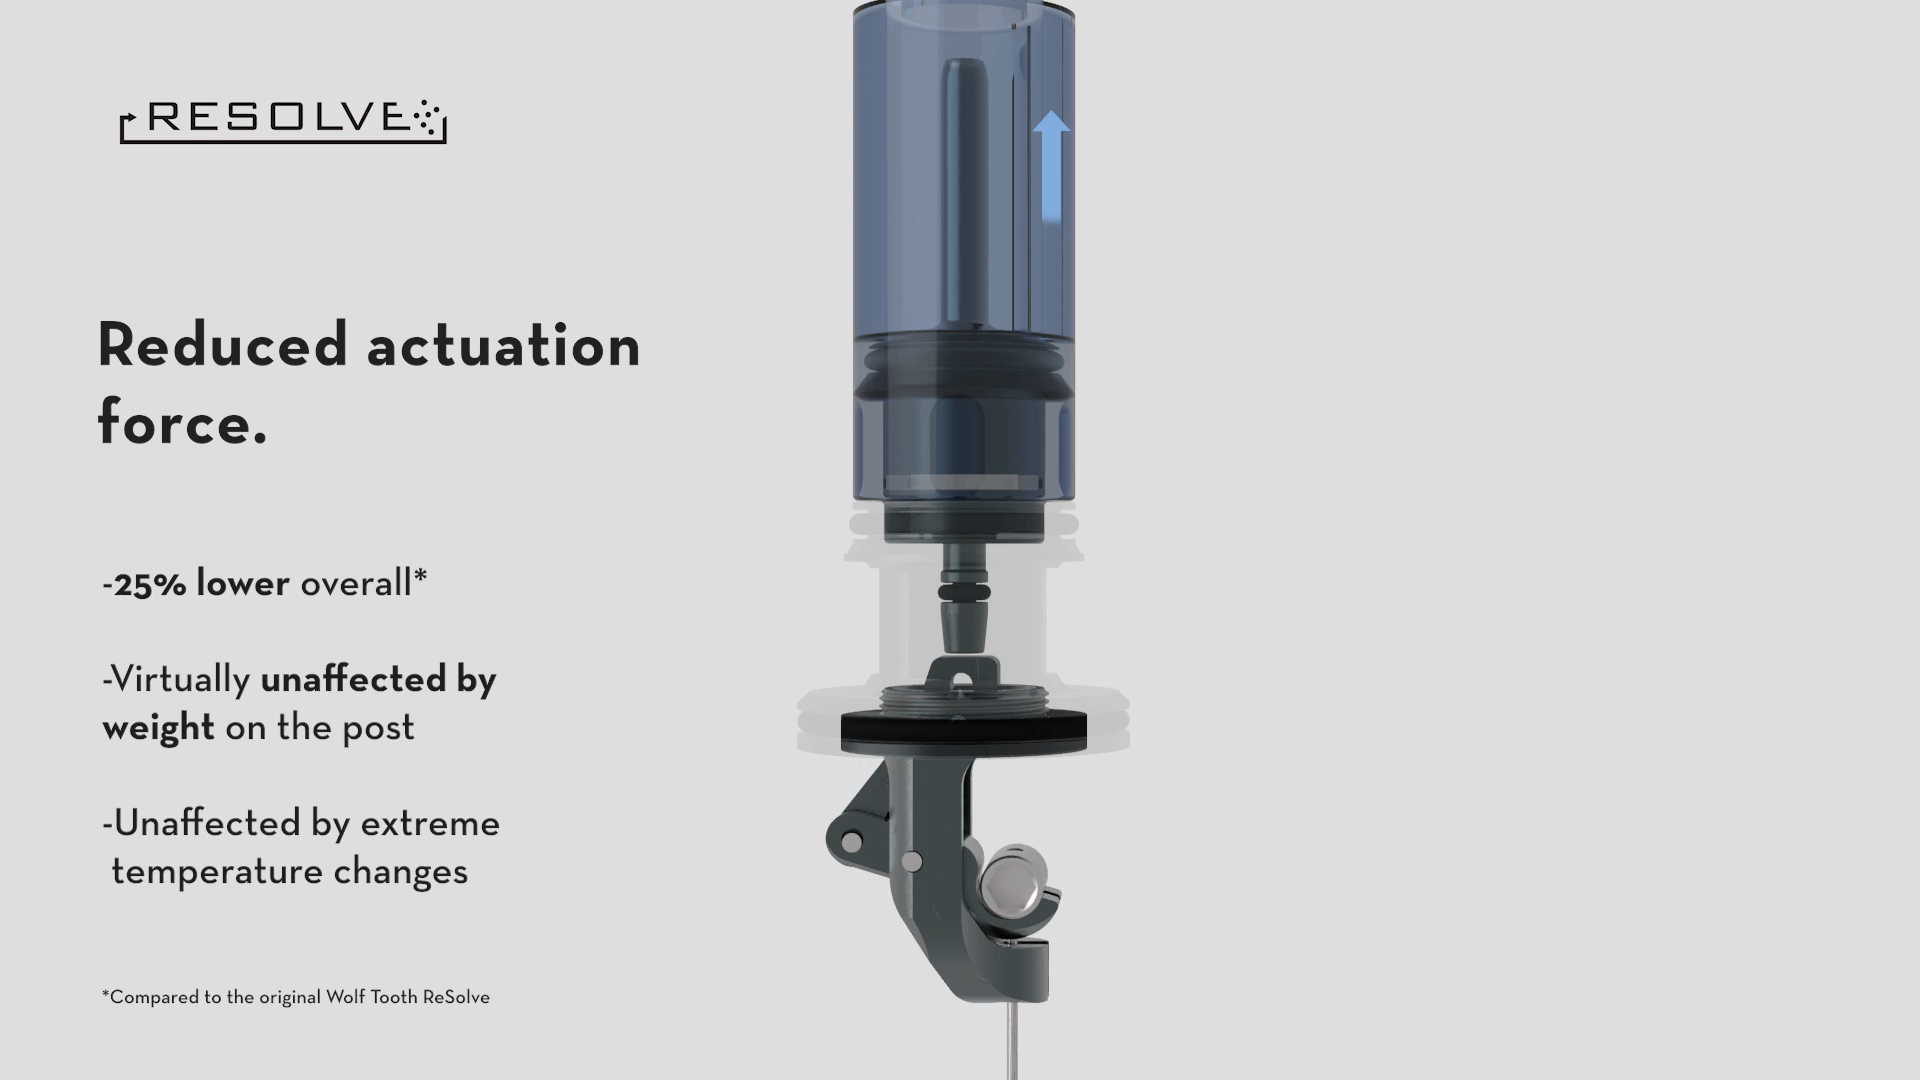 RESOLVE
Reduced actuation
force.
-25% lower overall*
-Virtually unaffected by
weight on the post
-Unaffected by extreme
temperature changes
*Compared to the original Wolf Tooth ReSolve